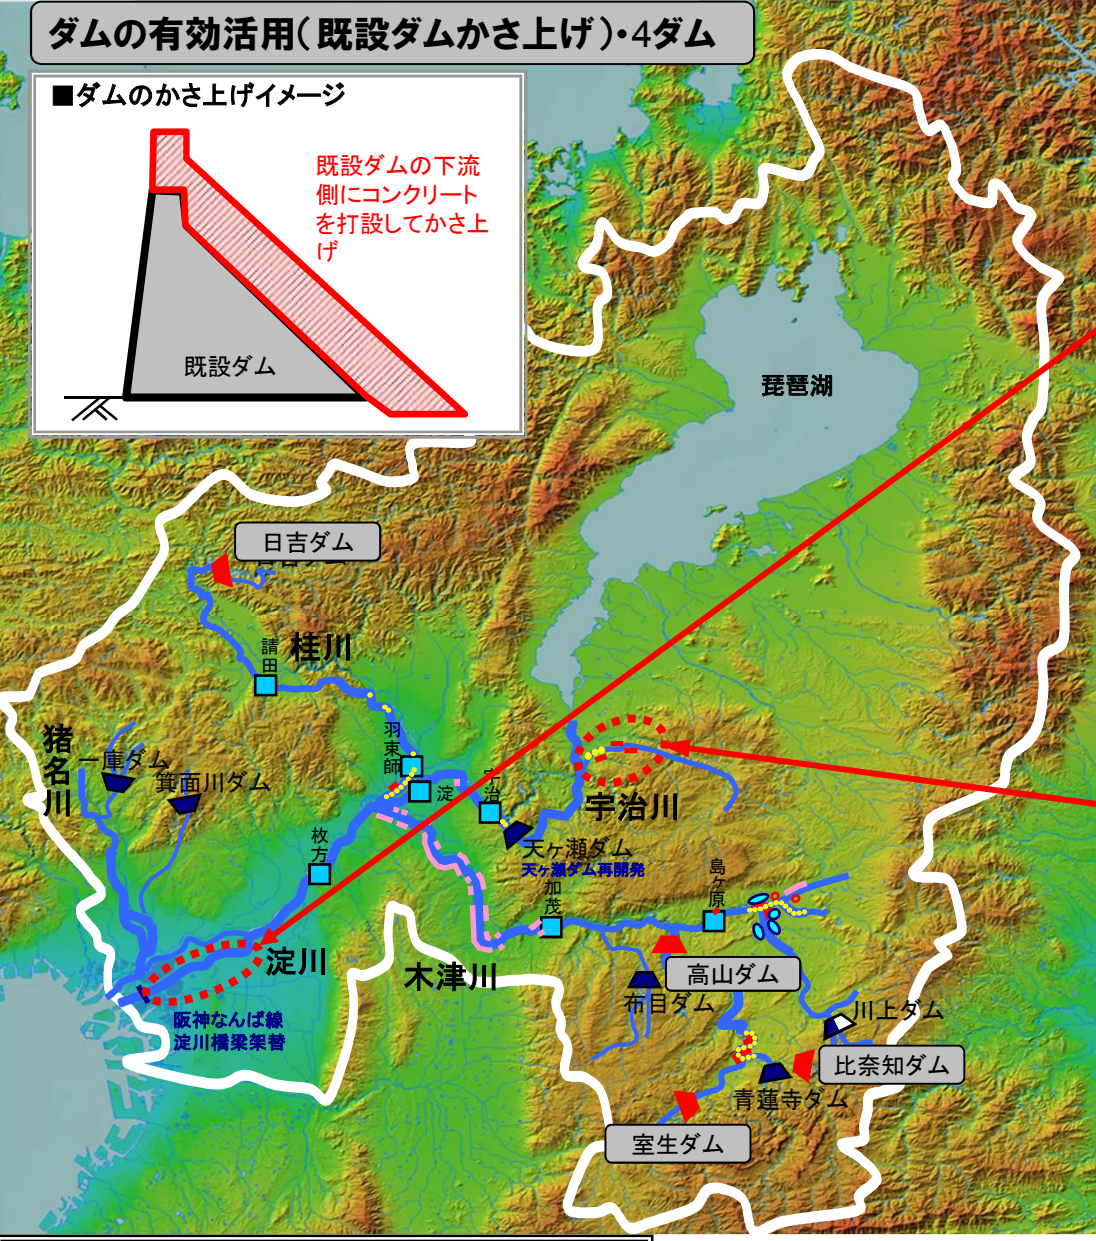 ダムの有効活用(既設ダムかさ上げ)・4ダム
■ダムのかさ上げイメージ
既設ダムの下流
側にコンクリート
を打設してかさ上
げ
既設ダム
琵琶湖
日吉ダム
請田
桂川
羽束師
猪名川
一庫ダム
箕面川ダム
淀
宇治
宇治川
枚方
天ヶ瀬ダム
天ヶ瀬ダム再開発
加茂
島ヶ原
淀川
木津川
高山ダム
布目ダム
川上ダム
阪神なんば線
淀川橋梁架替
比奈知ダム
青蓮寺ダム
室生ダム